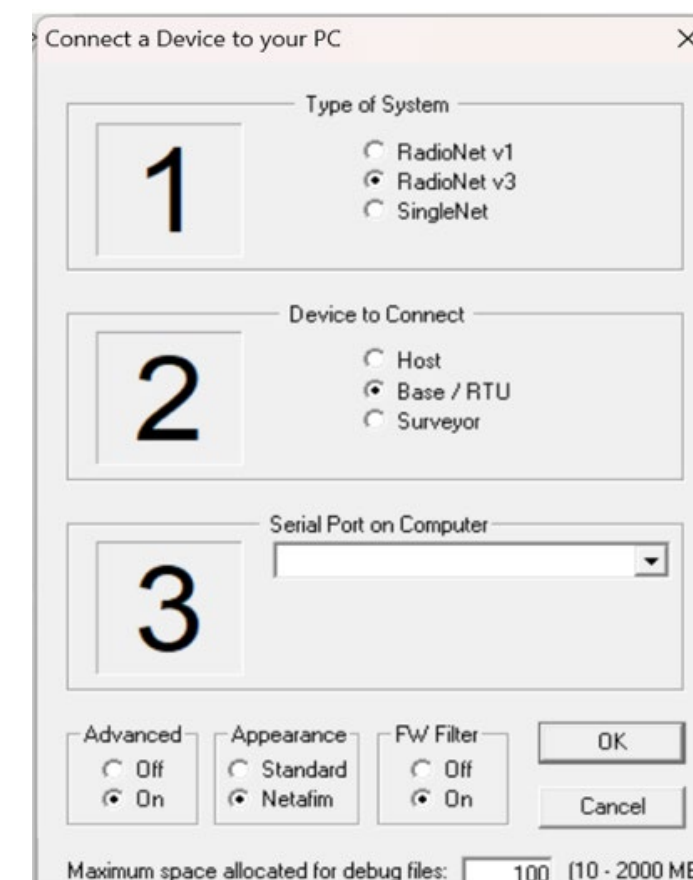 Connect a Device to your PC
Type of System
1
RadioNet v1
RadioNet v3
SingleNet
Device to Connect
2
Host
Base / RTU
Surveyor
Serial Port on Computer
3
Advanced
Off
On
Appearance
Standard
Netafim
FW Filter
Off
On
OK
Cancel
Maximum space allocated for debug files: 100 (10 - 2000 ME